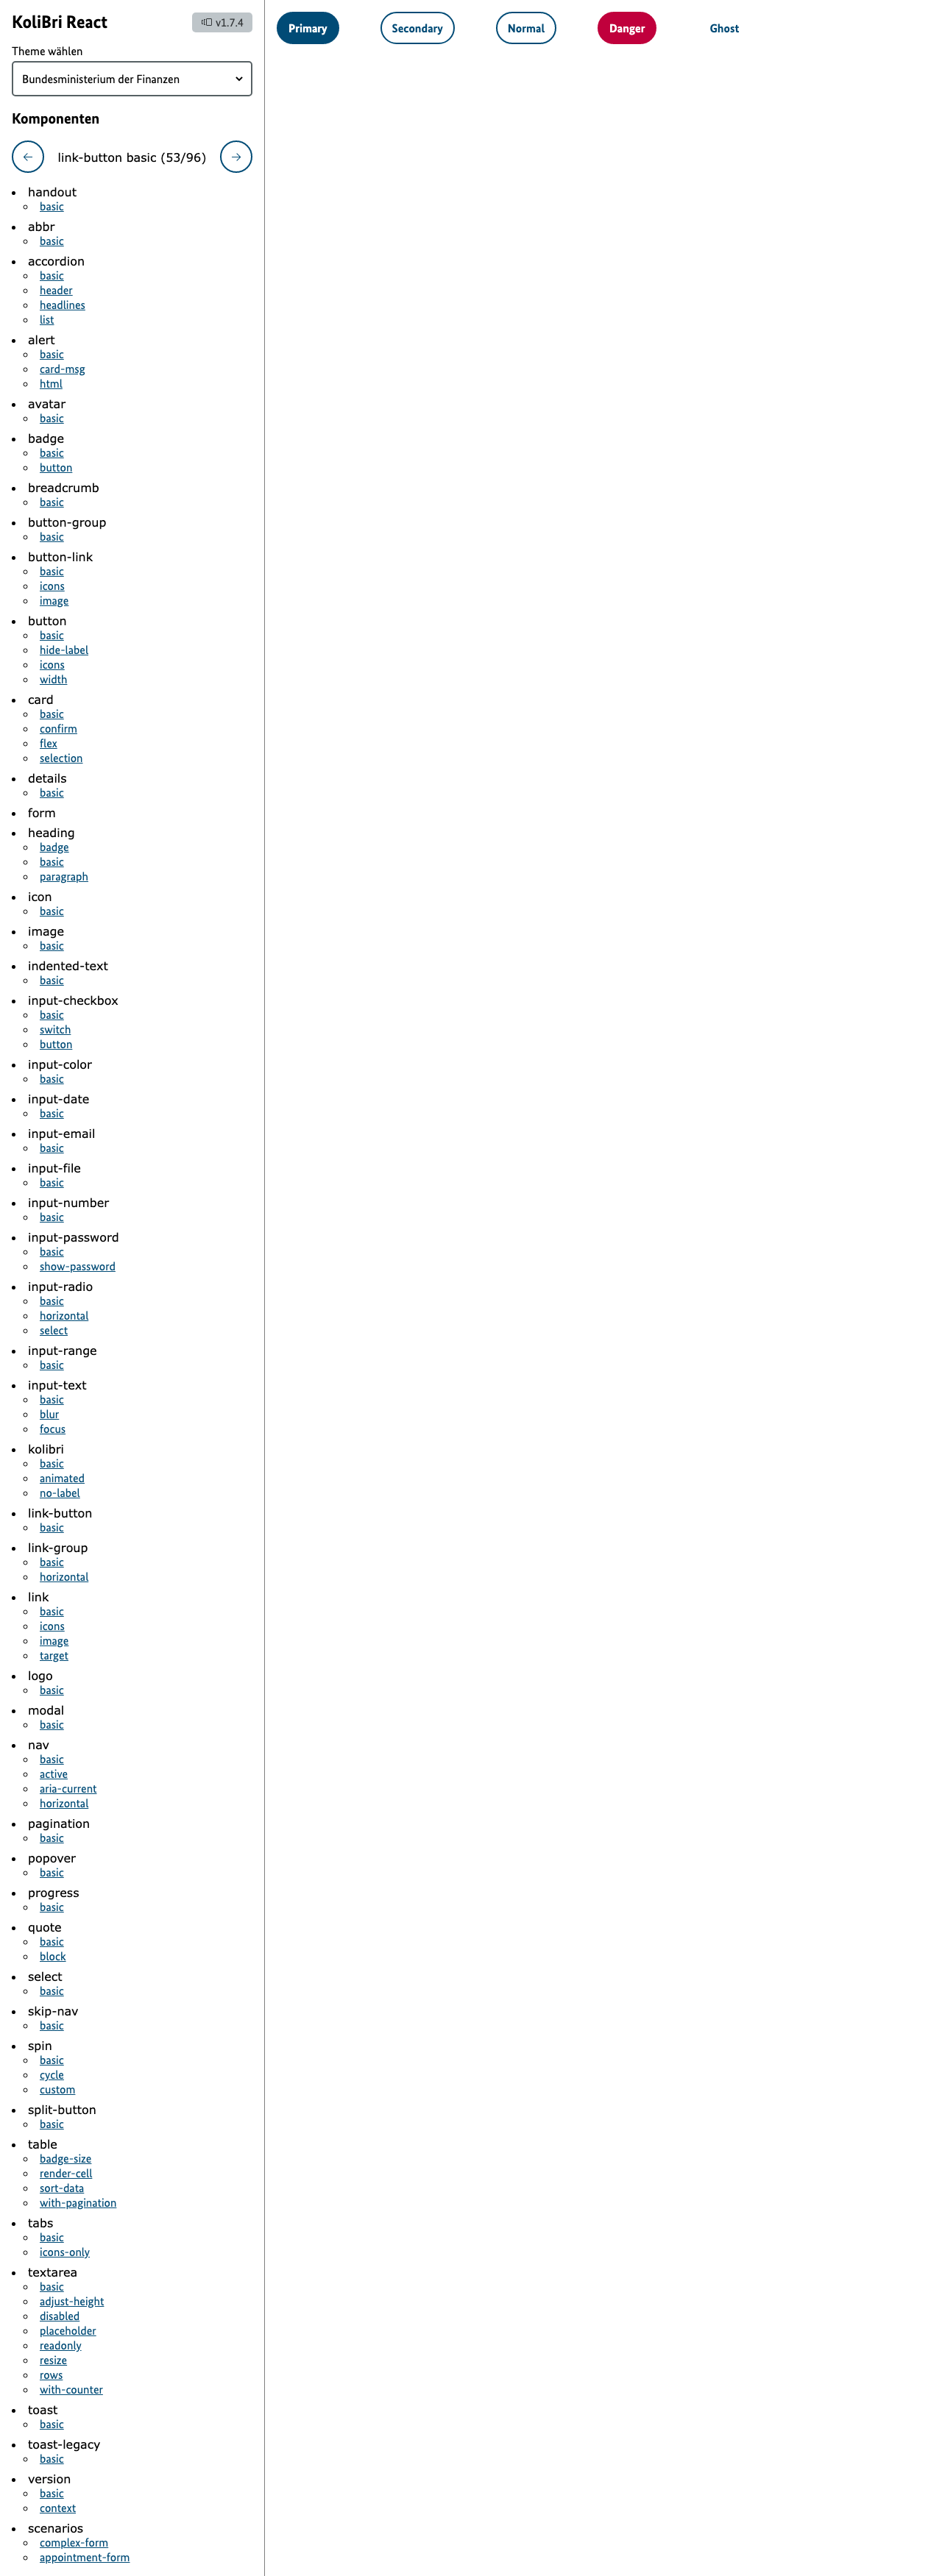 KoliBri React
v1.7.4
Theme wählen
Bundesministerium der Finanzen
Komponenten
link-button basic (53/96)
handout
basic
abbr
basic
accordion
basic
header
headlines
list
alert
basic
card-msg
html
avatar
basic
badge
basic
button
breadcrumb
basic
button-group
basic
button-link
basic
icons
image
button
basic
hide-label
icons
width
card
basic
confirm
flex
selection
details
basic
form
heading
badge
basic
paragraph
icon
basic
image
basic
indented-text
basic
input-checkbox
basic
switch
button
input-color
basic
input-date
basic
input-email
basic
input-file
basic
input-number
basic
input-password
basic
show-password
input-radio
basic
horizontal
select
input-range
basic
input-text
basic
blur
focus
kolibri
basic
animated
no-label
link-button
basic
link-group
basic
horizontal
link
basic
icons
image
target
logo
basic
modal
basic
nav
basic
active
aria-current
horizontal
pagination
basic
popover
basic
progress
basic
quote
basic
block
select
basic
skip-nav
basic
spin
basic
cycle
custom
split-button
basic
table
badge-size
render-cell
sort-data
with-pagination
tabs
basic
icons-only
textarea
basic
adjust-height
disabled
placeholder
readonly
resize
rows
with-counter
toast
basic
toast-legacy
basic
version
basic
context
scenarios
complex-form
appointment-form
Primary
Secondary
Normal
Danger
Ghost